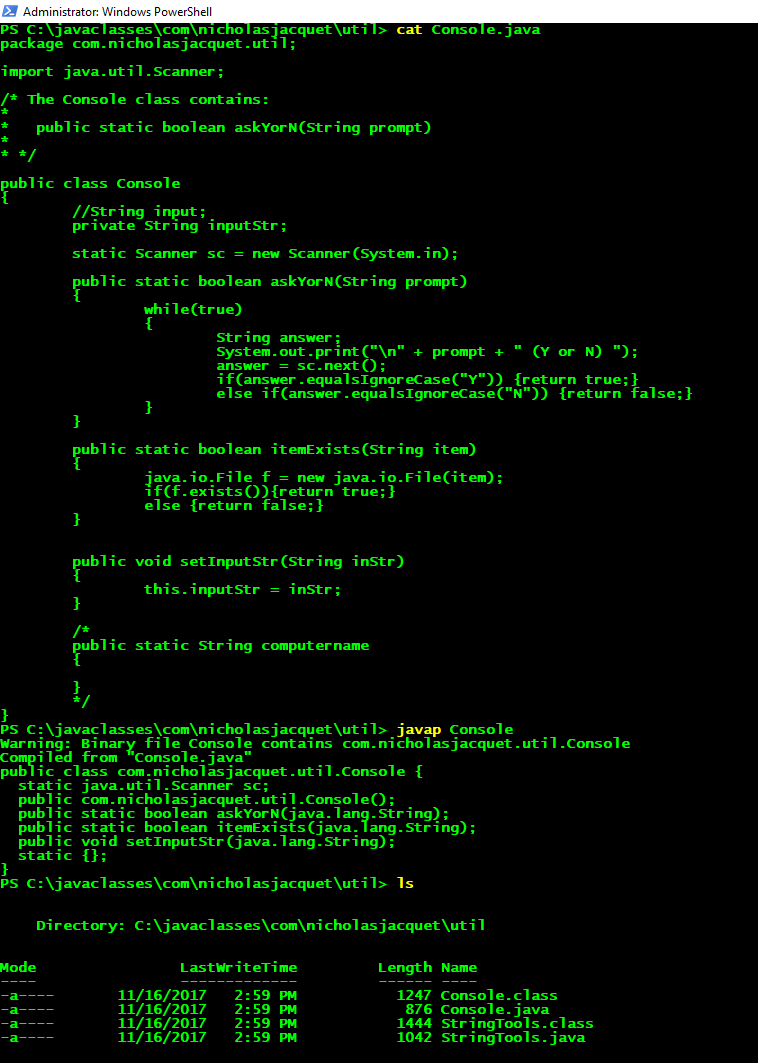 Administrator: Windows PowerShell
PS C:\javaclasses\com\nicholasjacquet\util> cat Console.java
package com.nicholasjacquet.util;
import java.util.Scanner;
/* The Console class contains:
*
*   public static boolean askYorN(String prompt)
*
* */
public class Console
{
        //String input;
        private String inputStr;
        static Scanner sc = new Scanner(System.in);
        public static boolean askYorN(String prompt)
        {
                while(true)
                {
                        String answer;
                        System.out.print("\n" + prompt + " (Y or N) ");
                        answer = sc.next();
                        if(answer.equalsIgnoreCase("Y")) {return true;}
                        else if(answer.equalsIgnoreCase("N")) {return false;}
                }
        }
        public static boolean itemExists(String item)
        {
                java.io.File f = new java.io.File(item);
                if(f.exists()){return true;}
                else {return false;}
        }
        public void setInputStr(String inStr)
        {
                this.inputStr = inStr;
        }
        /*
        public static String computername
        {
        }
        */
}
PS C:\javaclasses\com\nicholasjacquet\util> javap Console
Warning: Binary file Console contains com.nicholasjacquet.util.Console
Compiled from "Console.java"
public class com.nicholasjacquet.util.Console {
  static java.util.Scanner sc;
  public com.nicholasjacquet.util.Console();
  public static boolean askYorN(java.lang.String);
  public static boolean itemExists(java.lang.String);
  public void setInputStr(java.lang.String);
  static {};
}
PS C:\javaclasses\com\nicholasjacquet\util> ls
    Directory: C:\javaclasses\com\nicholasjacquet\util
Mode                LastWriteTime         Length Name
----                -------------         ------ ----
-a----       11/16/2017   2:59 PM           1247 Console.class
-a----       11/16/2017   2:59 PM            876 Console.java
-a----       11/16/2017   2:59 PM           1444 StringTools.class
-a----       11/16/2017   2:59 PM           1042 StringTools.java